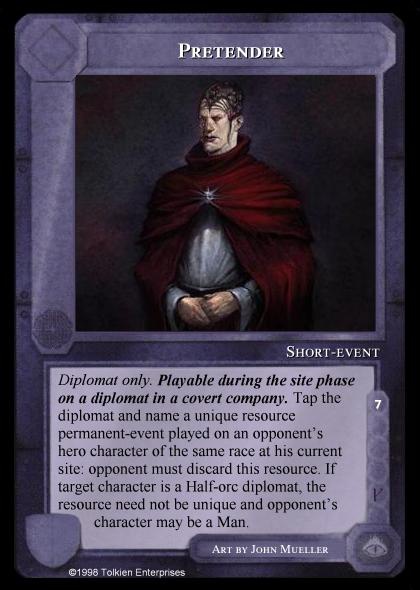 PRETENDER
SHORT-EVENT
Diplomat only. Playable during the site phase
on a diplomat in a covert company. Tap the
diplomat and name a unique resource
permanent-event played on an opponent's
hero character of the same race at his current
site: opponent must discard this resource. If
target character is a Half-orc diplomat, the
resource need not be unique and opponent's
character may be a Man.
7
ART BY JOHN MUELLER
©1998 Tolkien Enterprises